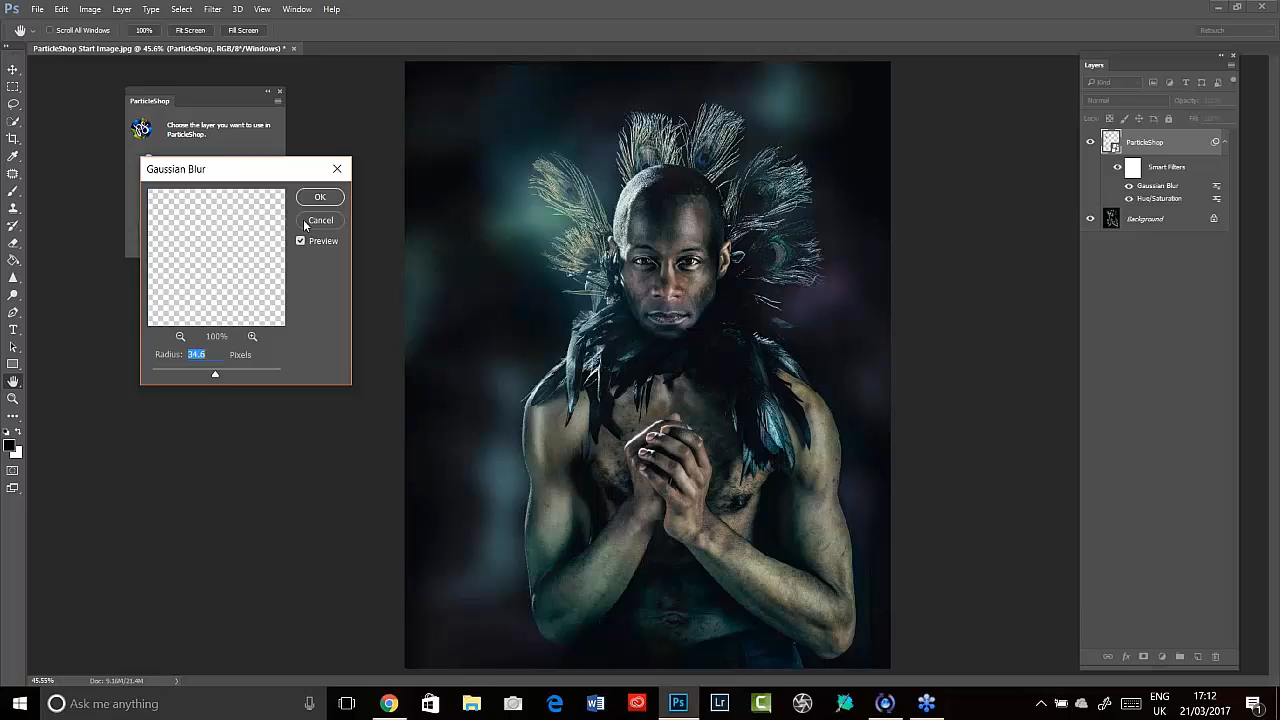 Ps File Edit Image Layer Type Select Filter 3D View Window Help
Scroll All Windows 100% Fit Screen Fill Screen Retouch
ParticleShop Start Image.jpg @ 45.6% (ParticleShop, RGB/8*/Windows) *
ParticleShop
Choose the layer you want to use in
ParticleShop.
Gaussian Blur
OK
Cancel
Preview
100%
Radius: 34.6 Pixels
Layers
Kind
Normal Opacity:
Lock: Fill:
ParticleShop
Smart Filters
Gaussian Blur
Hue/Saturation
Background
45.55% Doc: 9.16M/21.4M
Ask me anything
Ps
Lr
ENG
UK
17:12
21/03/2017